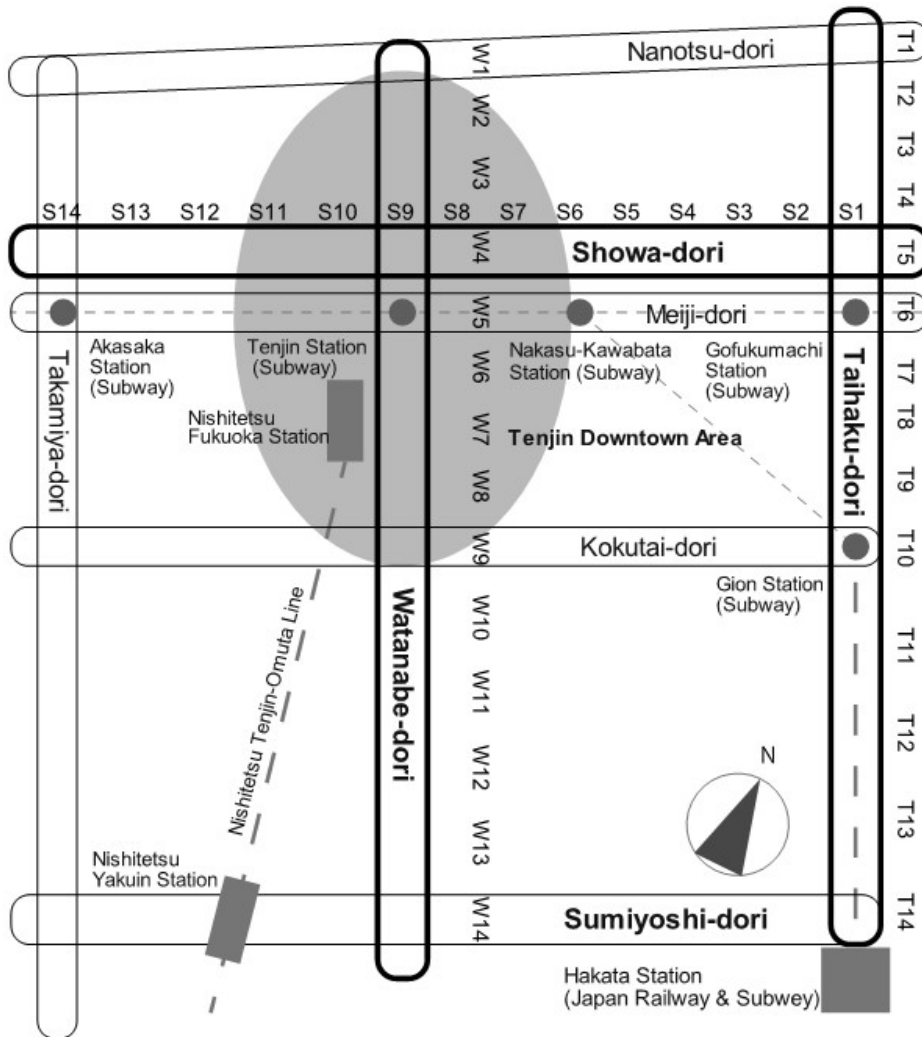 Nanotsu-dori
T1
W1
T2
W2
T3
W3
T4
S14
S13
S12
S11
S10
S9
S8
S7
S6
S5
S4
S3
S2
S1
W4
Showa-dori
T5
W5
Meiji-dori
T6
Akasaka
Station
(Subway)
Tenjin Station
(Subway)
Nakasu-Kawabata
Station (Subway)
Gofukumachi
Station
(Subway)
W6
T7
Takamiya-dori
Taihaku-dori
Nishitetsu
Fukuoka Station
W7
Tenjin Downtown Area
T8
W8
T9
W9
Kokutai-dori
T10
Gion Station
(Subway)
Watanabe-dori
W10
T11
Nishitetsu Tenjin-Omuta Line
W11
T12
W12
N
T13
W13
Nishitetsu
Yakuin Station
W14
Sumiyoshi-dori
T14
Hakata Station
(Japan Railway & Subwey)